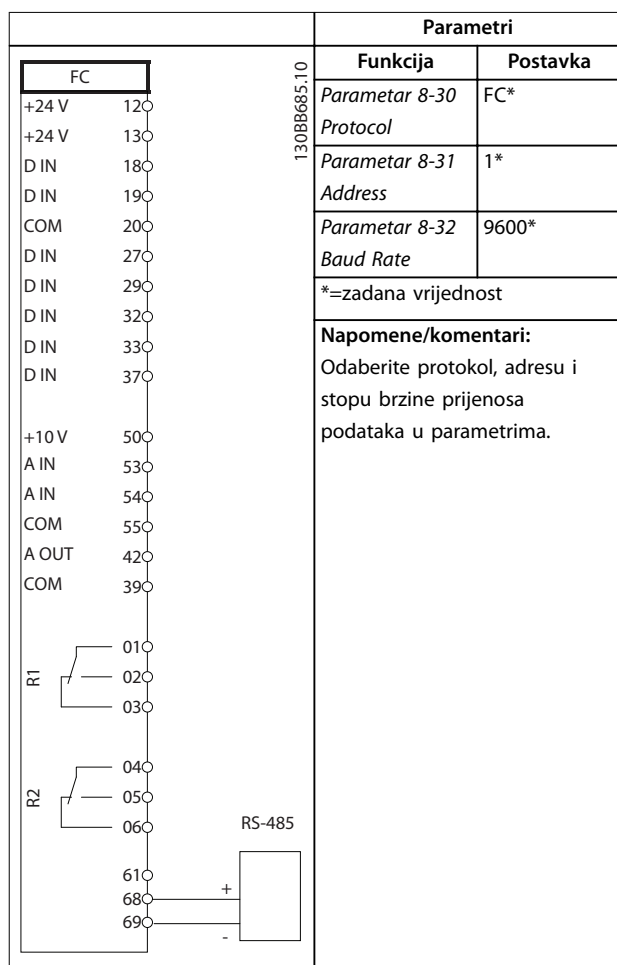 Parametri
Funkcija Postavka
Parametar 8-30 FC*
Protocol
Parametar 8-31 1*
Address
Parametar 8-32 9600*
Baud Rate
*=zadana vrijednost
Napomene/komentari:
Odaberite protokol, adresu i
stopu brzine prijenosa
podataka u parametrima.
130BB685.10
FC
+24 V 12
+24 V 13
D IN 18
D IN 19
COM 20
D IN 27
D IN 29
D IN 32
D IN 33
D IN 37
+10 V 50
A IN 53
A IN 54
COM 55
A OUT 42
COM 39
R1
01
02
03
R2
04
05
06
RS-485
61
68 +
69 -